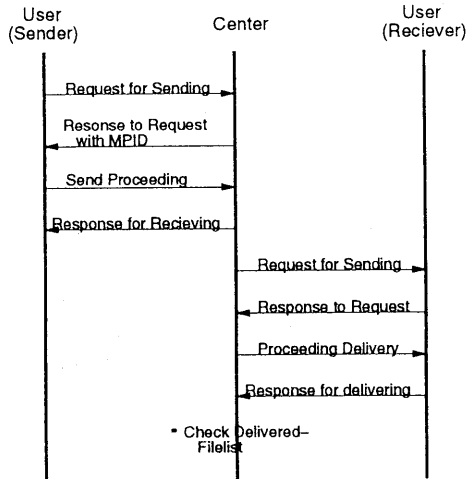 User
(Sender)
Center
User
(Reciever)
Request for Sending
Resonse to Request
with MPID
Send Proceeding
Response for Recieving
Request for Sending
Response to Request
Proceeding Delivery
Response for delivering
* Check Delivered–
Filelist